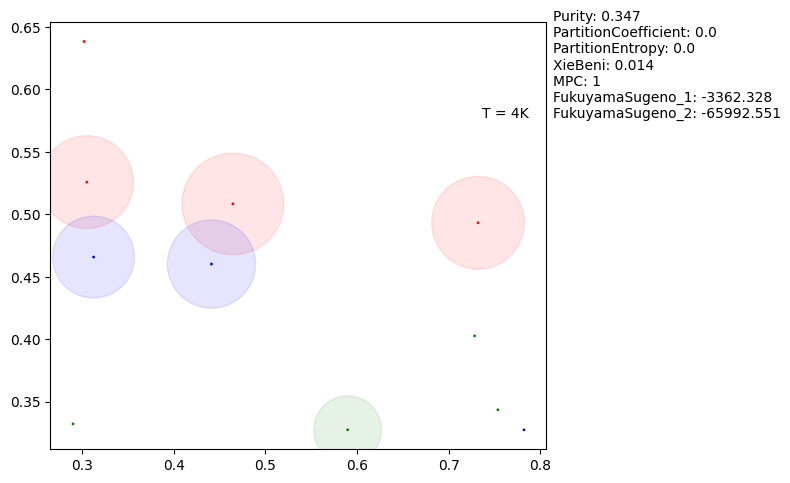 Purity: 0.347
PartitionCoefficient: 0.0
PartitionEntropy: 0.0
XieBeni: 0.014
MPC: 1
FukuyamaSugeno_1: -3362.328
FukuyamaSugeno_2: -65992.551
T = 4K
0.65
0.60
0.55
0.50
0.45
0.40
0.35
0.3 0.4 0.5 0.6 0.7 0.8